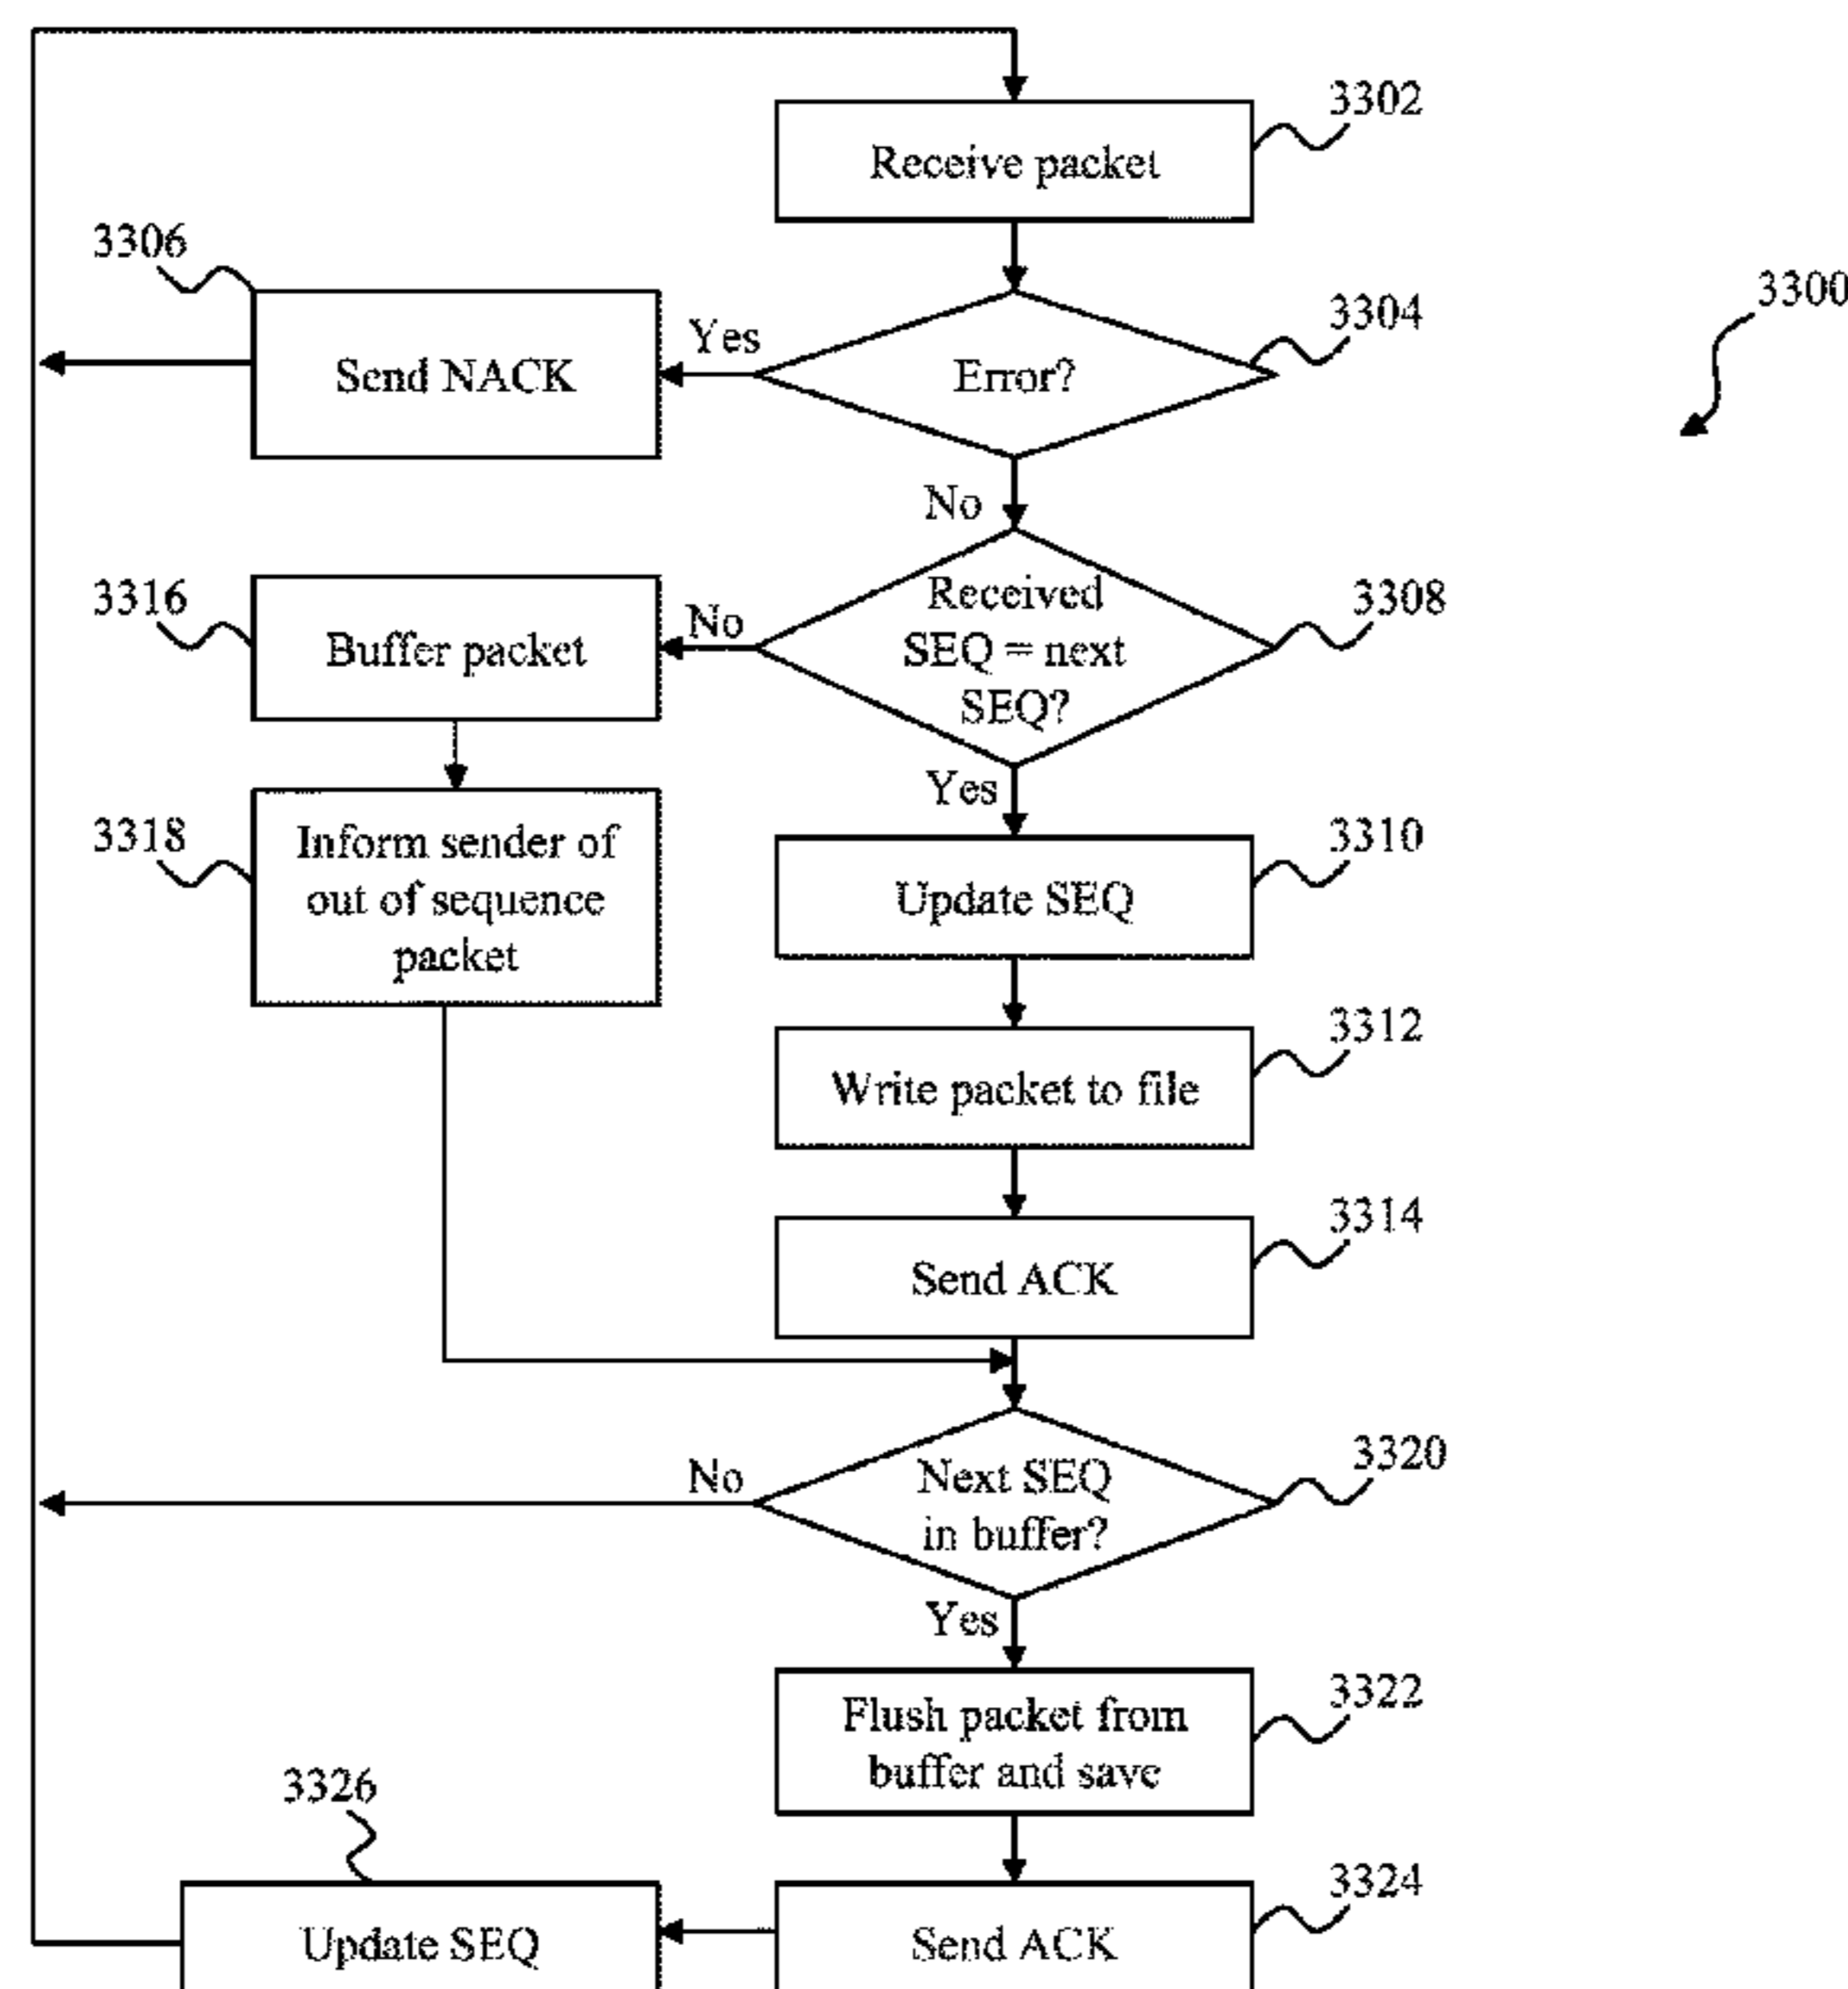 3302
Receive packet
3306
3304
3300
Yes
Send NACK
Error?
No
3316
3308
Buffer packet
No
Received
SEQ = next
SEQ?
Yes
3318
Inform sender of
out of sequence
packet
3310
Update SEQ
3312
Write packet to file
3314
Send ACK
3320
No
Next SEQ
in buffer?
Yes
3322
Flush packet from
buffer and save
3326
3324
Update SEQ
Send ACK